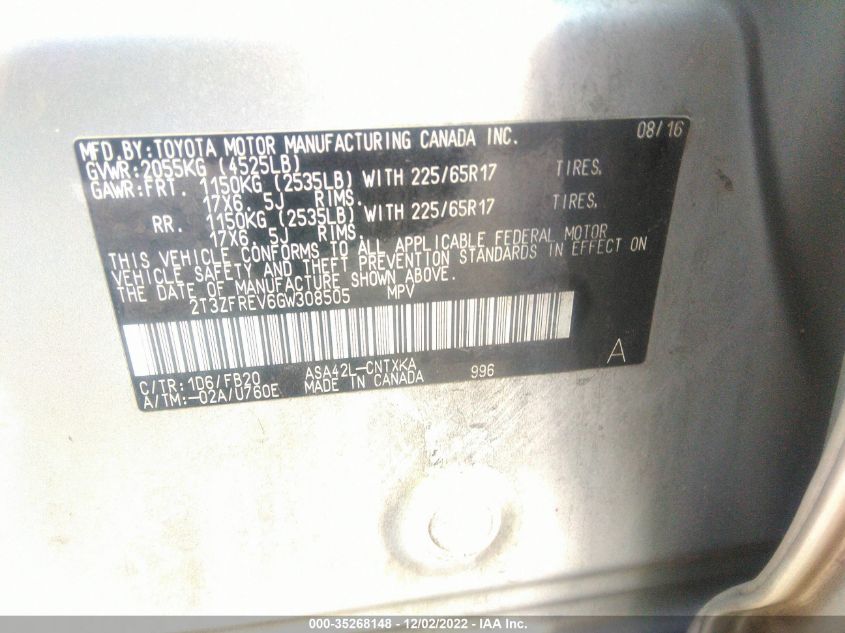 MFD.BY:TOYOTA MOTOR MANUFACTURING CANADA INC. 08/16
GVWR:2055KG (4525LB)
GAWR:FRT. 1150KG (2535LB) WITH 225/65R17 TIRES,
17X6.5J RIMS.
RR. 1150KG (2535LB) WITH 225/65R17 TIRES,
17X6.5J RIMS.
THIS VEHICLE CONFORMS TO ALL APPLICABLE FEDERAL MOTOR
VEHICLE SAFETY AND THEFT PREVENTION STANDARDS IN EFFECT ON
THE DATE OF MANUFACTURE SHOWN ABOVE.
2T3ZFREV6GW308505 MPV
A
C/TR:1D6/FB20 ASA42L-CNTXKA 996
A/TM:-02A/U760E MADE IN CANADA
000-35268148 - 12/02/2022 - IAA Inc.